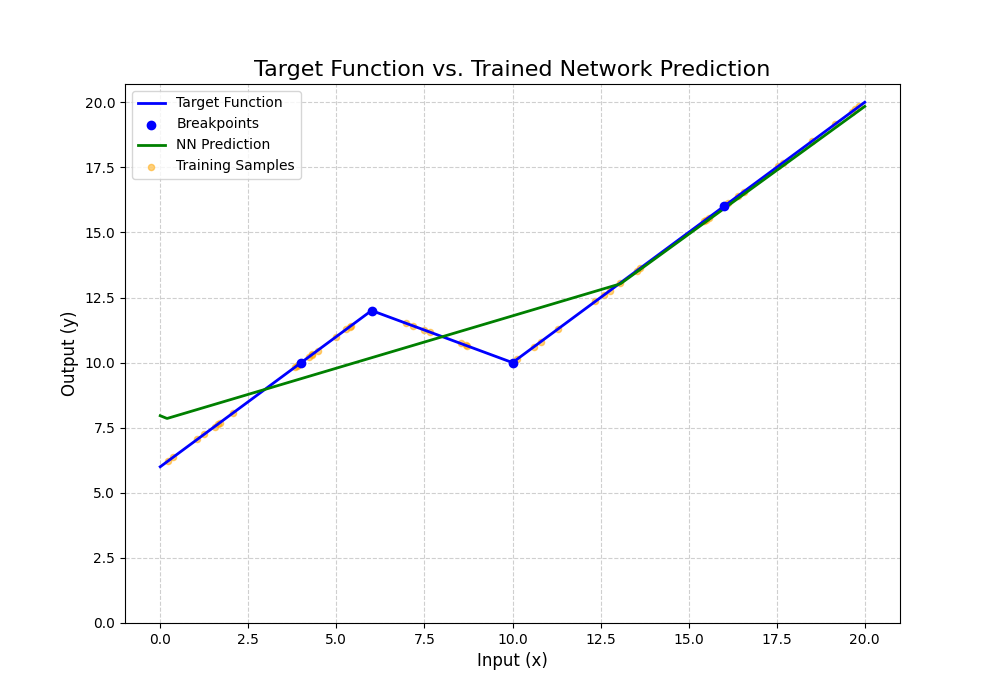 Target Function vs. Trained Network Prediction
Target Function
Breakpoints
NN Prediction
Training Samples
20.0
17.5
15.0
12.5
10.0
7.5
5.0
2.5
0.0
Output (y)
0.0 2.5 5.0 7.5 10.0 12.5 15.0 17.5 20.0
Input (x)